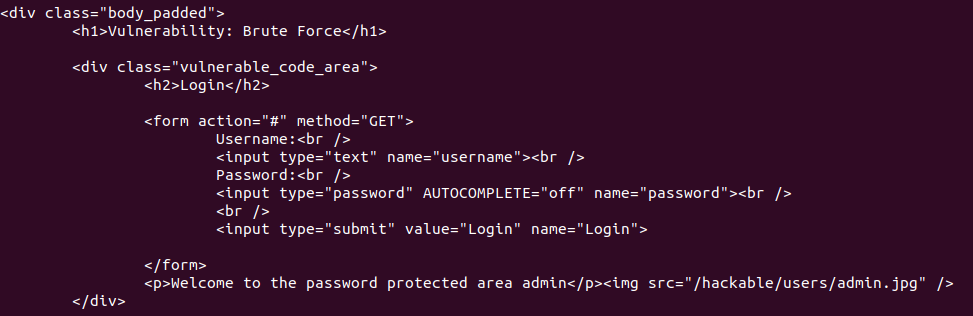 <div class="body_padded">
<h1>Vulnerability: Brute Force</h1>
<div class="vulnerable_code_area">
<h2>Login</h2>
<form action="#" method="GET">
Username:<br />
<input type="text" name="username"><br />
Password:<br />
<input type="password" AUTOCOMPLETE="off" name="password"><br />
<br />
<input type="submit" value="Login" name="Login">
</form>
<p>Welcome to the password protected area admin</p><img src="/hackable/users/admin.jpg" />
</div>